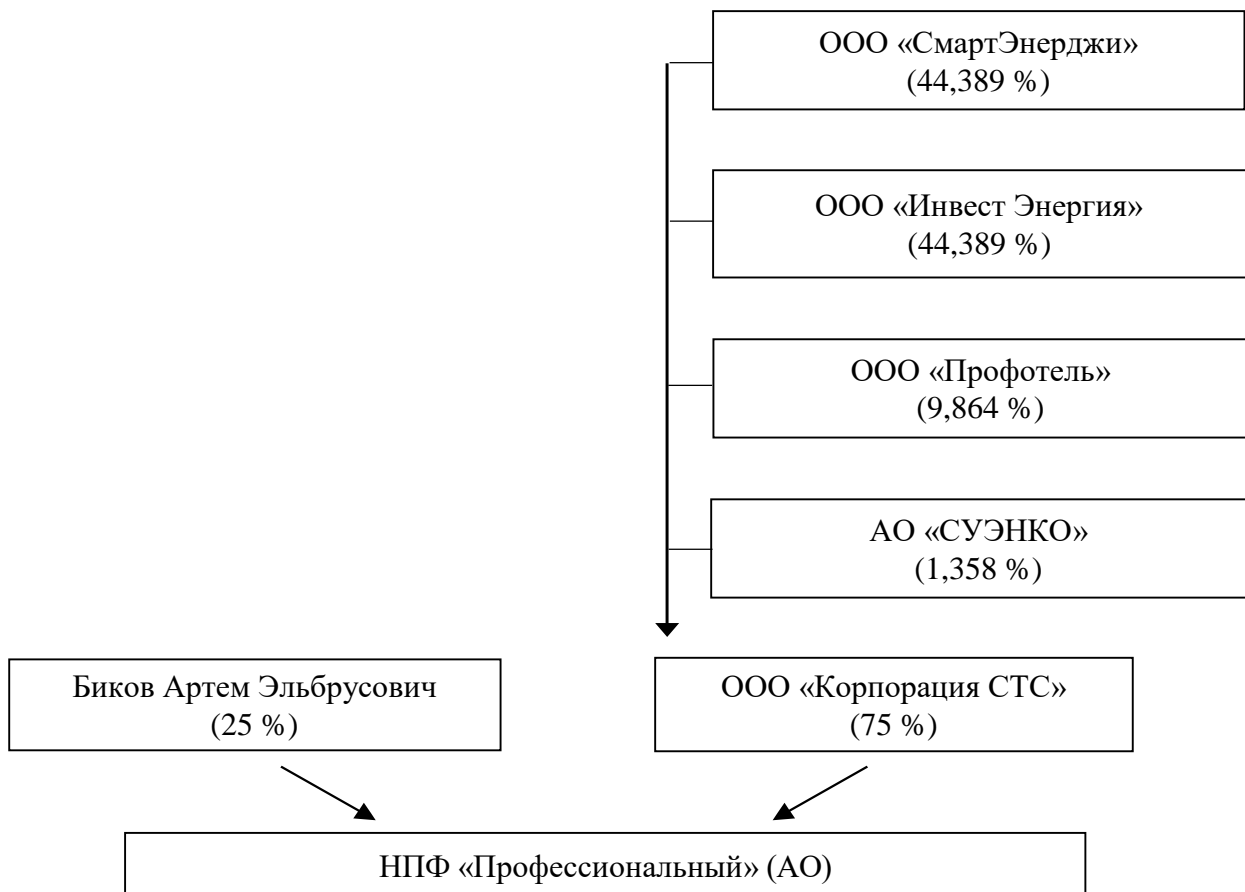 ООО «СмартЭнерджи»
(44,389 %)
ООО «Инвест Энергия»
(44,389 %)
ООО «Профотель»
(9,864 %)
АО «СУЭНКО»
(1,358 %)
Биков Артем Эльбрусович
(25 %)
ООО «Корпорация СТС»
(75 %)
НПФ «Профессиональный» (АО)